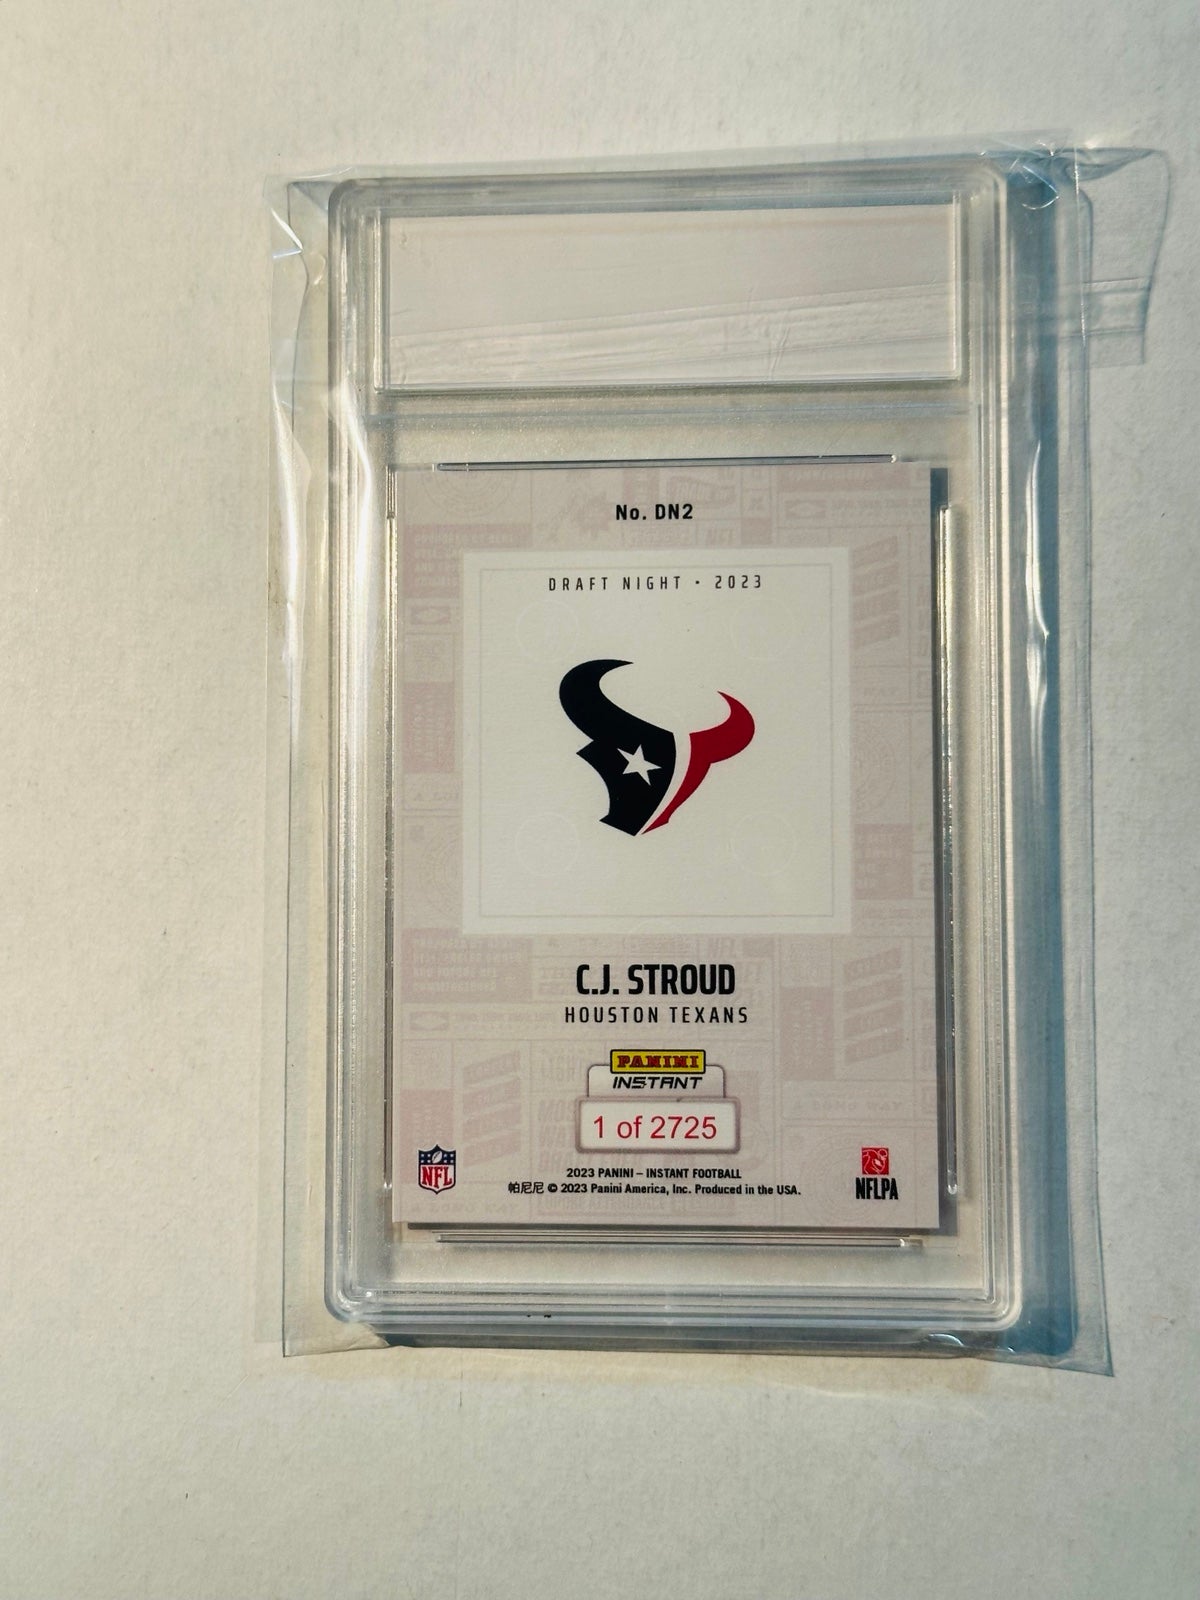 No. DN2
DRAFT NIGHT • 2023
C.J. STROUD
HOUSTON TEXANS
PANINI
INSTANT
1 of 2725
NFL
NFLPA
2023 PANINI – INSTANT FOOTBALL
帕尼尼 © 2023 Panini America, Inc. Produced in the USA.